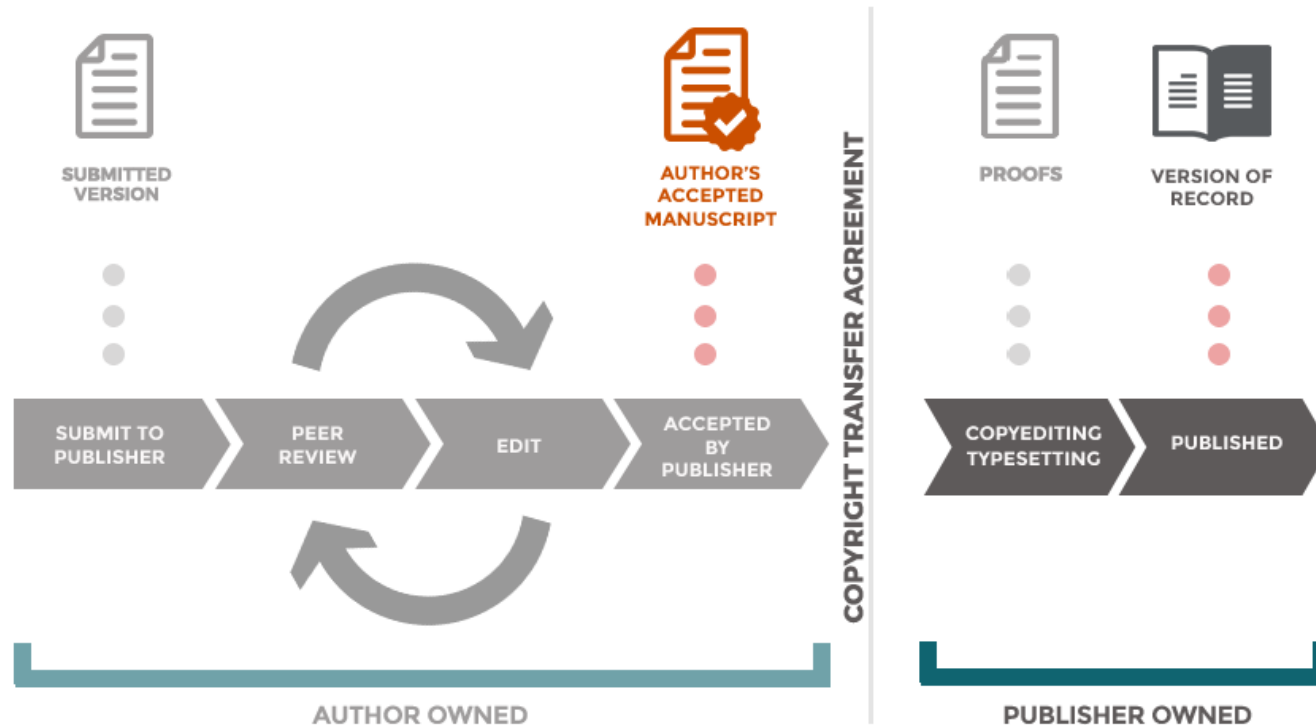 SUBMITTED
VERSION
AUTHOR'S
ACCEPTED
MANUSCRIPT
COPYRIGHT TRANSFER AGREEMENT
PROOFS
VERSION OF
RECORD
SUBMIT TO
PUBLISHER
PEER
REVIEW
EDIT
ACCEPTED
BY
PUBLISHER
COPYEDITING
TYPESETTING
PUBLISHED
AUTHOR OWNED
PUBLISHER OWNED